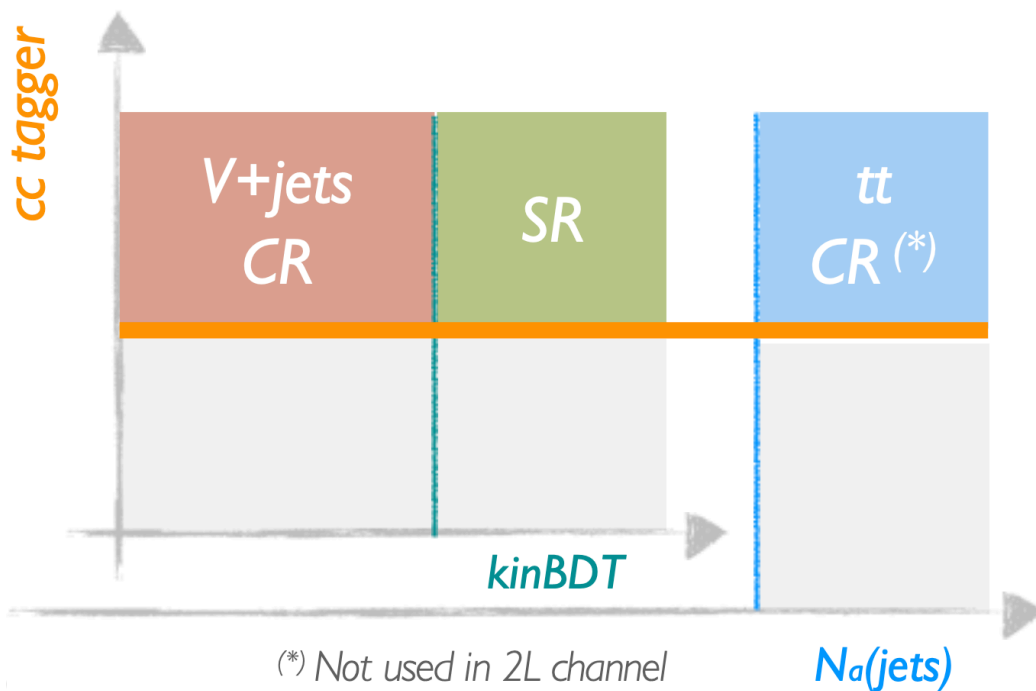 cc tagger
V+jets
CR
SR
tt
CR (*)
kinBDT
(*) Not used in 2L channel
Na(jets)